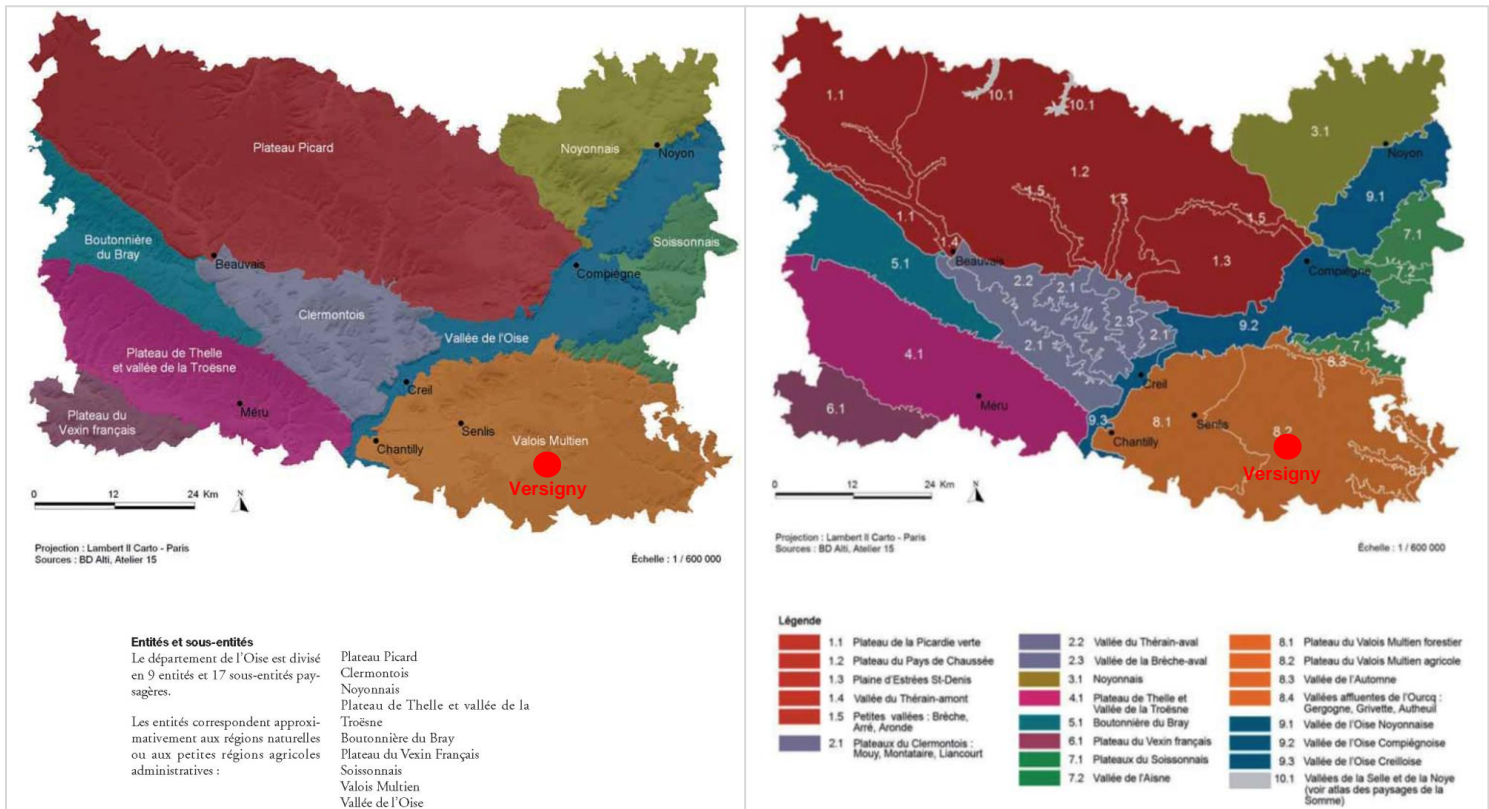 Plateau Picard
Noyonnais
Noyon
Boutonnière
du Bray
Beauvais
Soissonnais
Compiègne
Clermontois
Vallée de l'Oise
Plateau de Thelle
et vallée de la Troësne
Creil
Plateau du
Vexin français
Méru
Senlis
Valois Multien
Chantilly
Versigny
0 12 24 Km
N
Projection : Lambert II Carto - Paris
Sources : BD Alti, Atelier 15
Échelle : 1 / 600 000
Entités et sous-entités
Le département de l'Oise est divisé
en 9 entités et 17 sous-entités pay-
sagères.
Les entités correspondent approxi-
mativement aux régions naturelles
ou aux petites régions agricoles
administratives :
Plateau Picard
Clermontois
Noyonnais
Plateau de Thelle et vallée de la
Troësne
Boutonnière du Bray
Plateau du Vexin Français
Soissonnais
Valois Multien
Vallée de l'Oise
1.1
10.1
10.1
3.1
Noyon
1.2
1.5
1.5
9.1
1.1
1.5
7.1
1.4
Beauvais
5.1
1.3
Compiègne
7.2
2.2
2.1
2.3
2.1
9.2
2.1
7.1
4.1
8.3
Creil
6.1
Méru
9.3
8.1
Senlis
Chantilly
8.2
Versigny
8.4
0 12 24 Km
N
Projection : Lambert II Carto - Paris
Sources : BD Alti, Atelier 15
Échelle : 1 / 600 000
Légende
1.1 Plateau de la Picardie verte
1.2 Plateau du Pays de Chaussée
1.3 Plaine d'Estrées St-Denis
1.4 Vallée du Thérain-amont
1.5 Petites vallées : Brèche,
Arré, Aronde
2.1 Plateaux du Clermontois :
Mouy, Montataire, Liancourt
2.2 Vallée du Thérain-aval
2.3 Vallée de la Brèche-aval
3.1 Noyonnais
4.1 Plateau de Thelle et
Vallée de la Troësne
5.1 Boutonnière du Bray
6.1 Plateau du Vexin français
7.1 Plateaux du Soissonnais
7.2 Vallée de l'Aisne
8.1 Plateau du Valois Multien forestier
8.2 Plateau du Valois Multien agricole
8.3 Vallée de l'Automne
8.4 Vallées affluentes de l'Ourcq :
Gergogne, Grivette, Autheuil
9.1 Vallée de l'Oise Noyonnaise
9.2 Vallée de l'Oise Compiégnoise
9.3 Vallée de l'Oise Creilloise
10.1 Vallées de la Selle et de la Noye
(voir atlas des paysages de la
Somme)